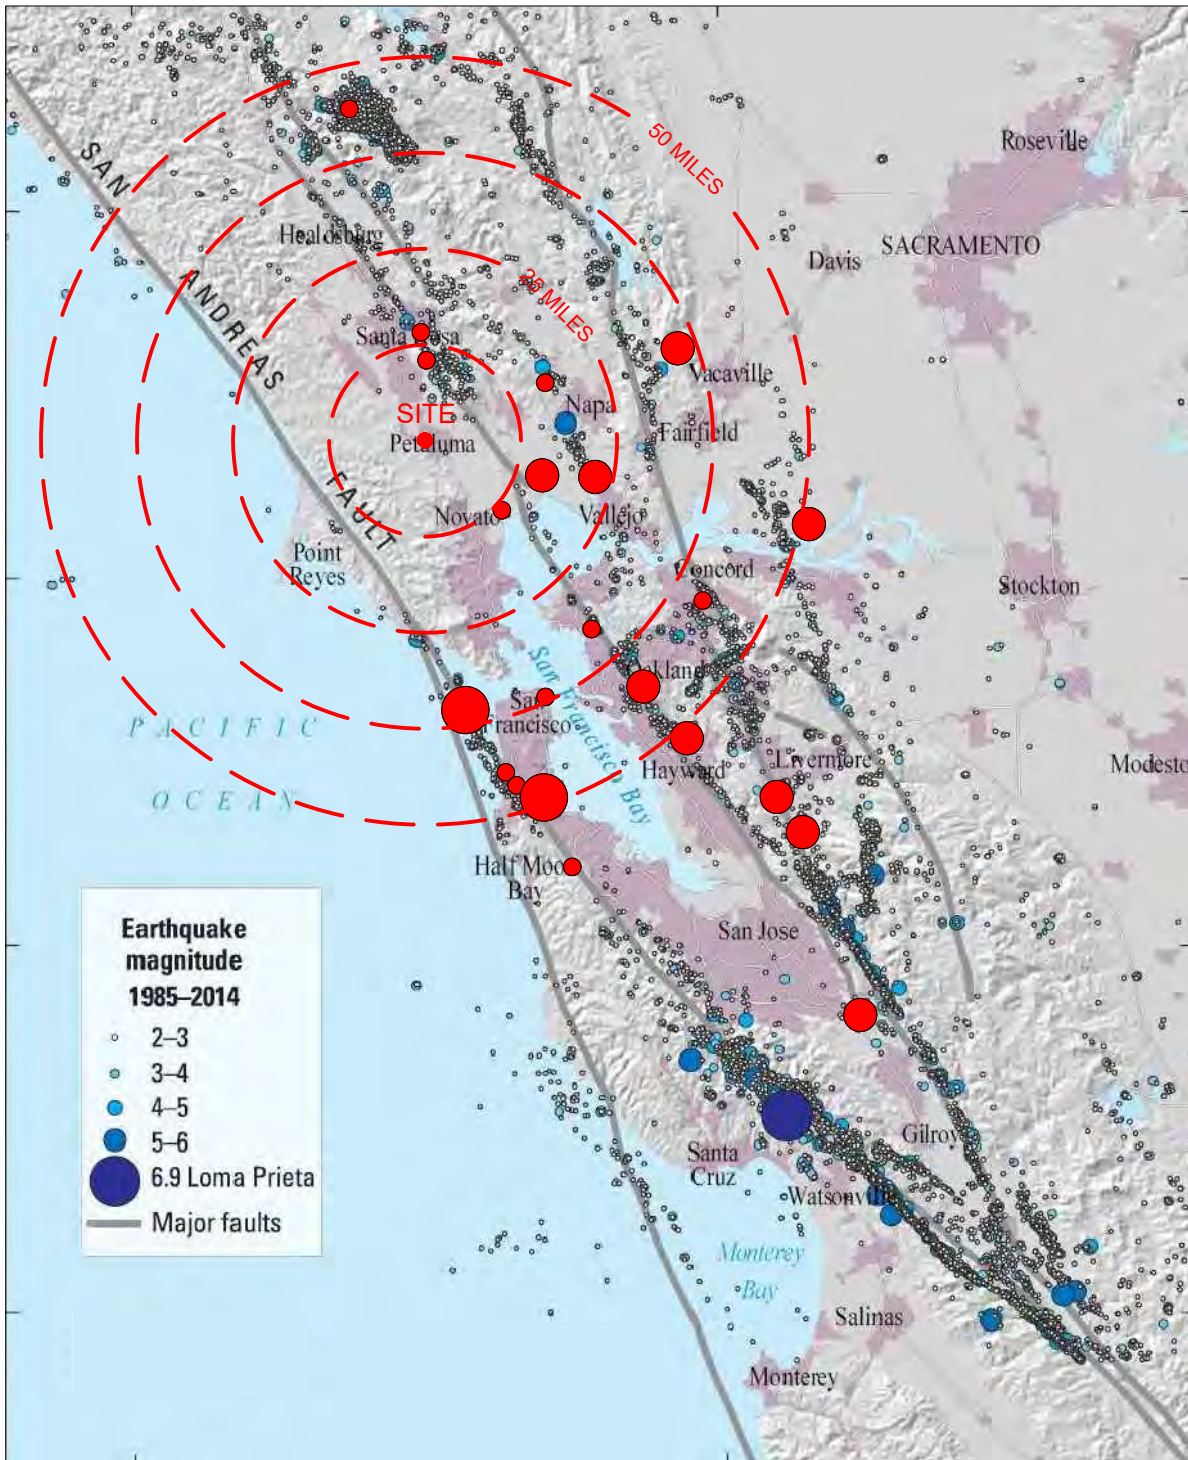 50 MILES
Roseville
SAN
Healdsburg
SACRAMENTO
Davis
ANDREAS
25 MILES
Santa Rosa
Vacaville
SITE
Napa
Petaluma
Fairfield
FAULT
Novato
Vallejo
Point
Reyes
Concord
Stockton
San Francisco Bay
Oakland
San
Francisco
PACIFIC
OCEAN
Hayward
Livermore
Modesto
Half Moon
Bay
San Jose
Earthquake
magnitude
1985–2014
2–3
3–4
4–5
5–6
6.9 Loma Prieta
Major faults
Gilroy
Santa
Cruz
Watsonville
Monterey
Bay
Salinas
Monterey